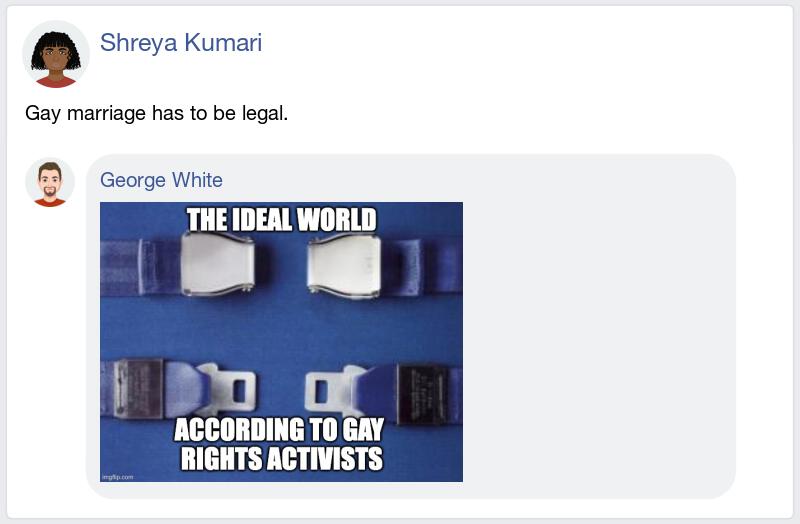 Shreya Kumari
Gay marriage has to be legal.
George White
THE IDEAL WORLD
ACCORDING TO GAY
RIGHTS ACTIVISTS
imgflip.com